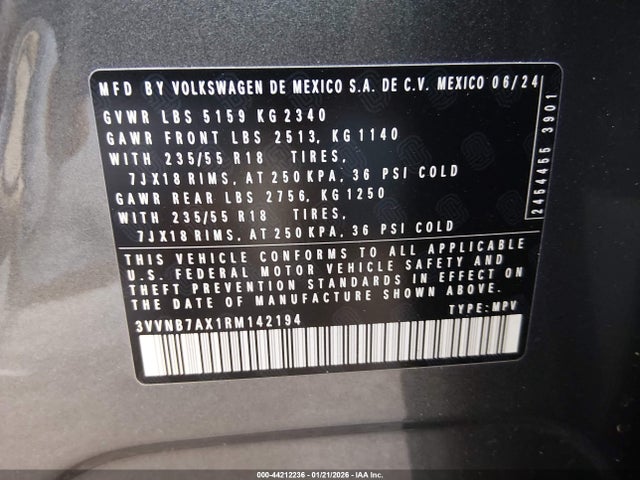 MFD BY VOLKSWAGEN DE MEXICO S.A. DE C.V. MEXICO 06/24
GVWR LBS 5159 KG 2340
GAWR FRONT LBS 2513, KG 1140
WITH 235/55 R18 TIRES,
7JX18 RIMS, AT 250 KPA, 36 PSI COLD
GAWR REAR LBS 2756, KG 1250
WITH 235/55 R18 TIRES,
7JX18 RIMS, AT 250 KPA, 36 PSI COLD
THIS VEHICLE CONFORMS TO ALL APPLICABLE
U.S. FEDERAL MOTOR VEHICLE SAFETY AND
THEFT PREVENTION STANDARDS IN EFFECT ON
THE DATE OF MANUFACTURE SHOWN ABOVE.
3VVNB7AX1RM142194 TYPE: MPV
2454455 3901
000-44212236 - 01/21/2026 - IAA Inc.